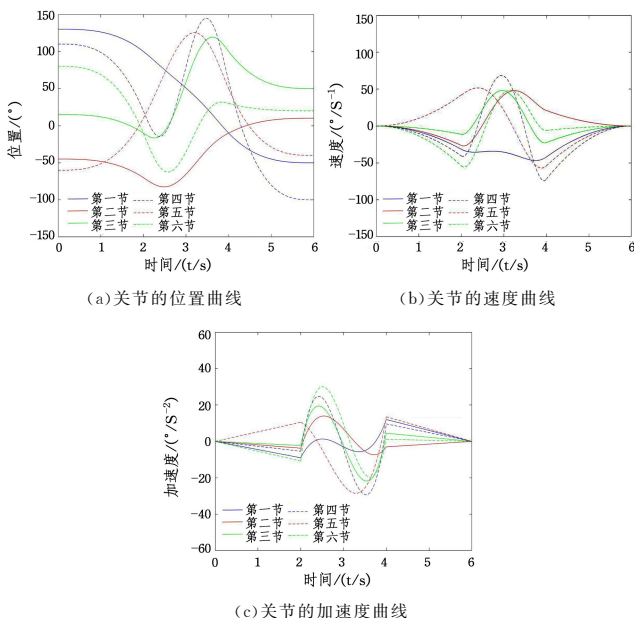 150
100
50
0
−50
−100
−150
位置/(°)
0 1 2 3 4 5 6
时间/(t/s)
第一节 第四节
第二节 第五节
第三节 第六节
(a)关节的位置曲线
150
100
50
0
−50
−100
−150
速度/(°/S⁻¹)
0 1 2 3 4 5 6
时间/(t/s)
第一节 第四节
第二节 第五节
第三节 第六节
(b)关节的速度曲线
60
40
20
0
−20
−40
−60
加速度/(°/S⁻²)
0 1 2 3 4 5 6
时间/(t/s)
第一节 第四节
第二节 第五节
第三节 第六节
(c)关节的加速度曲线